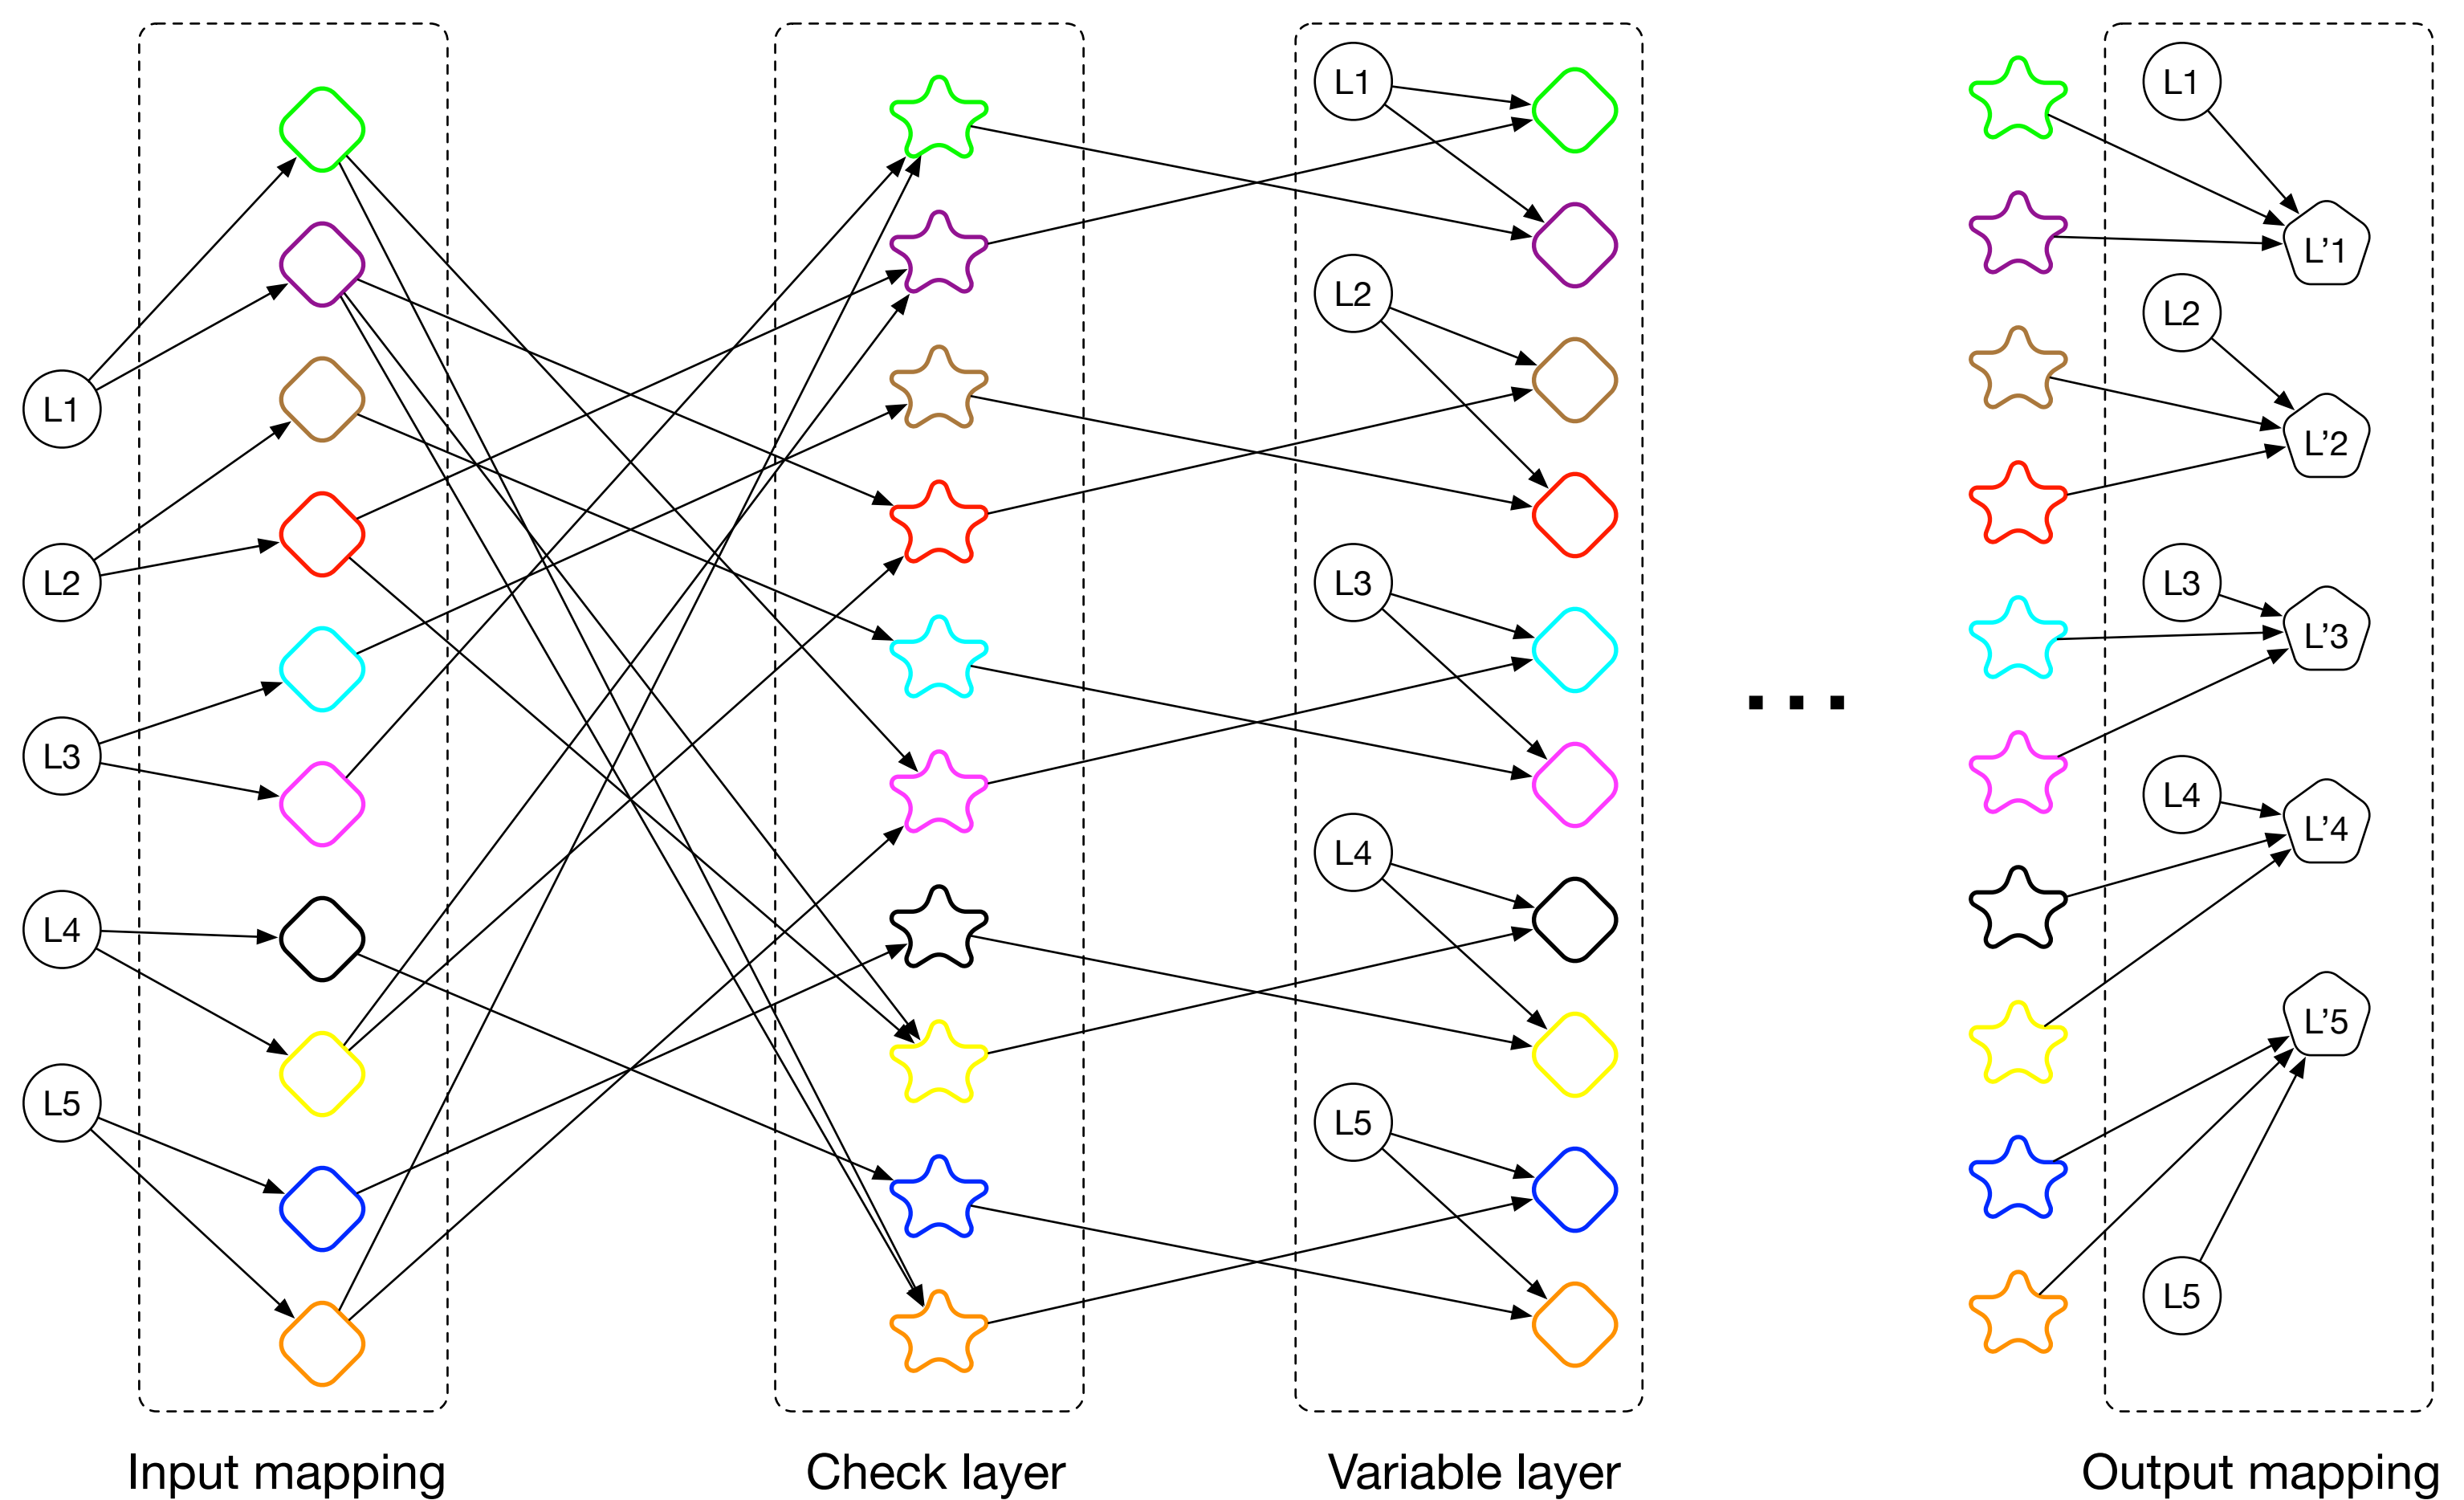 L1
L2
L3
L4
L5
L1
L2
L3
L4
L5
...
L1
L2
L3
L4
L5
L'1
L'2
L'3
L'4
L'5
Input mapping
Check layer
Variable layer
Output mapping